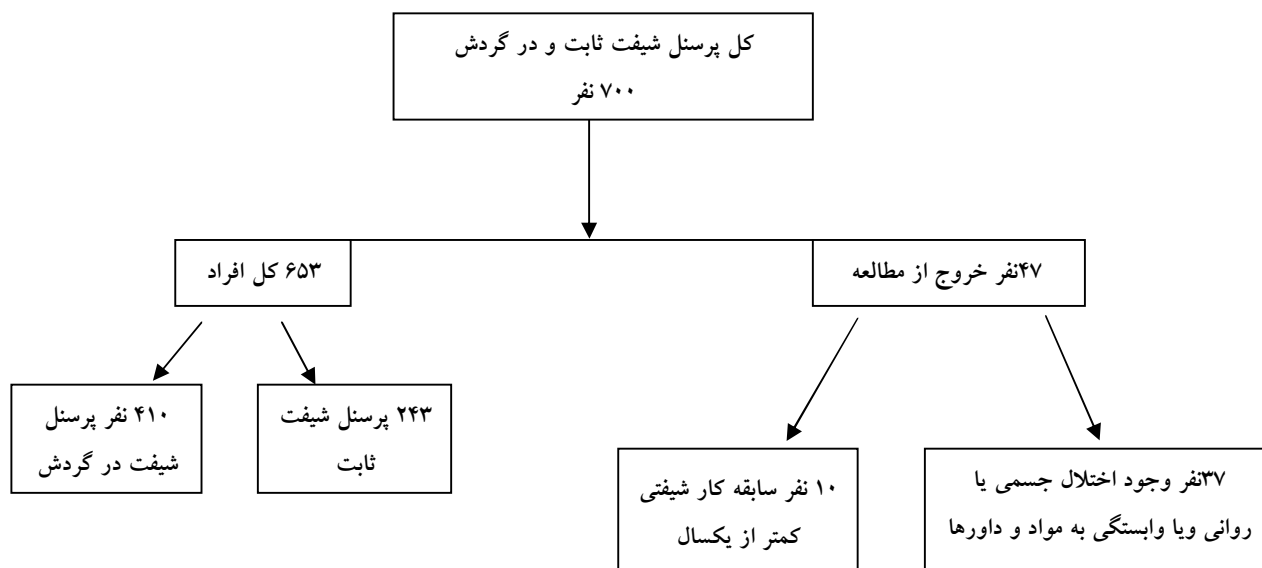 کل پرسنل شیفت ثابت و در گردش
۷۰۰ نفر
۴۷نفر خروج از مطالعه
۶۵۳ کل افراد
۳۷نفر وجود اختلال جسمی یا
روانی ویا وابستگی به مواد و داورها
۱۰ نفر سابقه کار شیفتی
کمتر از یکسال
۲۴۳ پرسنل شیفت
ثابت
۴۱۰ نفر پرسنل
شیفت در گردش